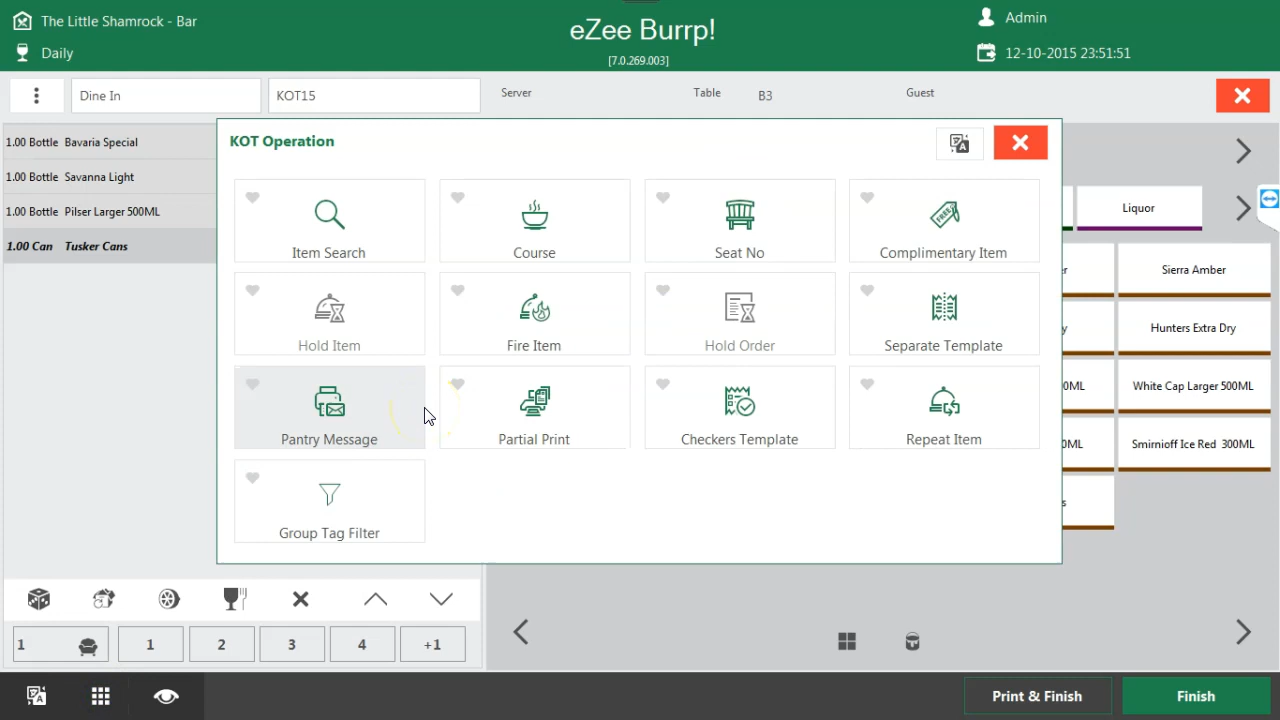 The Little Shamrock - Bar
Daily
eZee Burrp!
[7.0.269.003]
Admin
12-10-2015 23:51:51
Dine In
KOT15
Server
Table
B3
Guest
1.00 Bottle Bavaria Special
1.00 Bottle Savanna Light
1.00 Bottle Pilser Larger 500ML
1.00 Can Tusker Cans
KOT Operation
Item Search
Course
Seat No
Complimentary Item
FREE
Hold Item
Fire Item
Hold Order
Separate Template
Pantry Message
Partial Print
Checkers Template
Repeat Item
Group Tag Filter
Liquor
Sierra Amber
Hunters Extra Dry
0ML
White Cap Larger 500ML
0ML
Smirnioff Ice Red 300ML
1
1
2
3
4
+1
Print & Finish
Finish